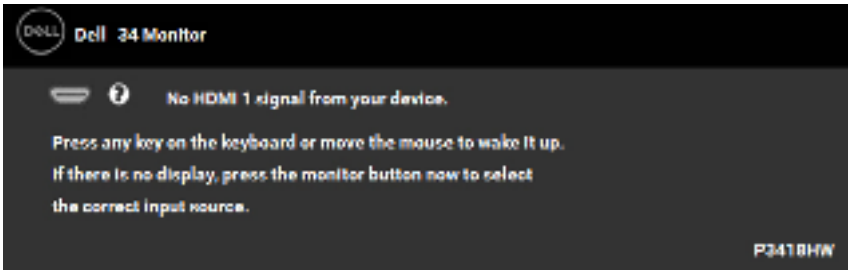 DELL Dell 34 Monitor
? No HDMI 1 signal from your device.
Press any key on the keyboard or move the mouse to wake it up.
If there is no display, press the monitor button now to select
the correct input source.
P3418HW